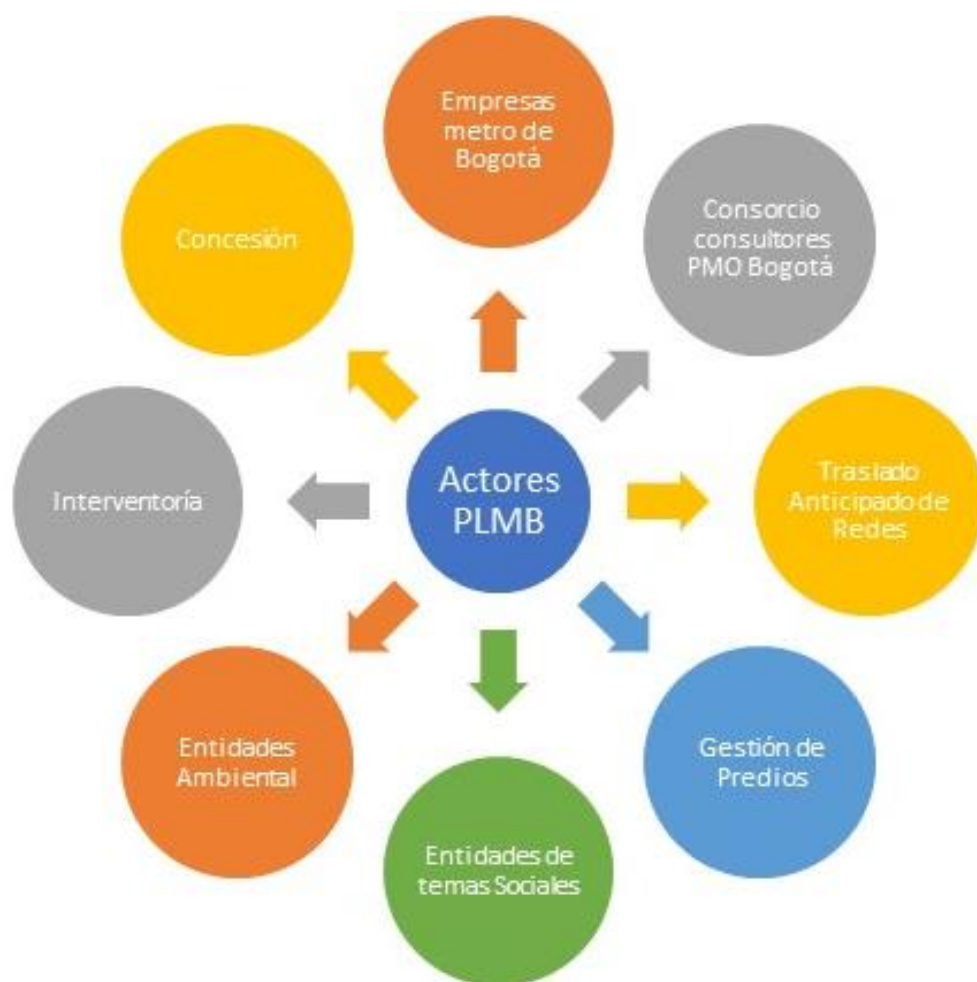 Empresas
metro de
Bogotá
Consorcio
consultores
PMO Bogotá
Traslado
Anticipado de
Redes
Gestión de
Predios
Entidades de
temas Sociales
Entidades
Ambiental
Interventoría
Concesión
Actores
PLMB